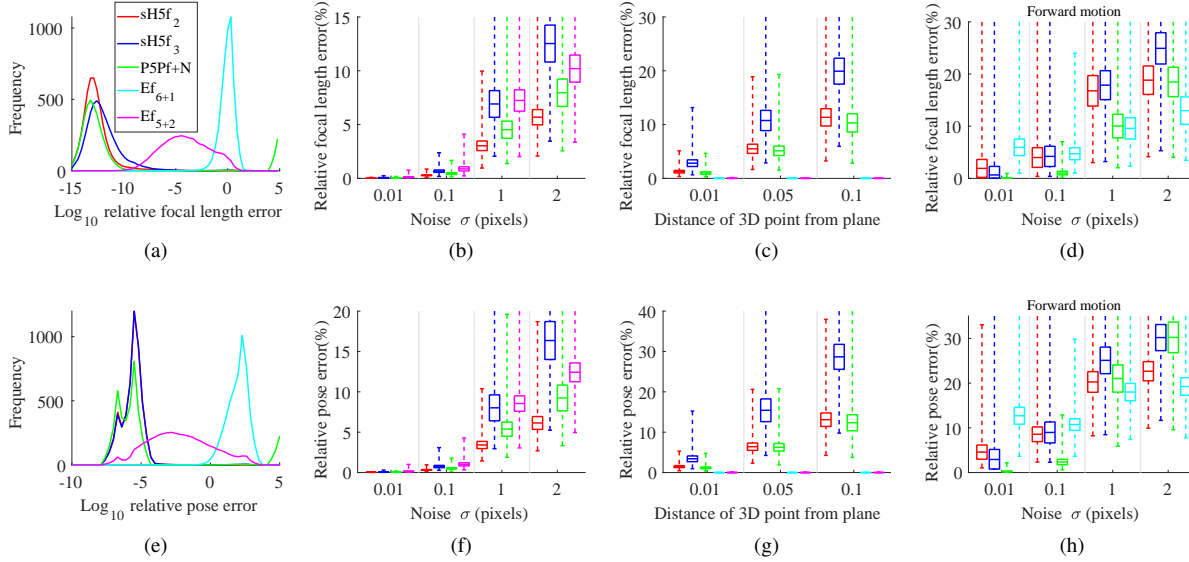 1000
500
0
-15
-10
-5
0
5
Frequency
Log10 relative focal length error
sH5f2
sH5f3
P5Pf+N
Ef6+1
Ef5+2
(a)
15
10
5
0
Relative focal length error(%)
0.01
0.1
1
2
Noise σ (pixels)
(b)
30
20
10
0
Relative focal length error(%)
0.01
0.05
0.1
Distance of 3D point from plane
(c)
Forward motion
30
20
10
0
Relative focal length error(%)
0.01
0.1
1
2
Noise σ (pixels)
(d)
1000
500
0
-10
-5
0
5
Frequency
Log10 relative pose error
(e)
20
15
10
5
0
Relative pose error(%)
0.01
0.1
1
2
Noise σ (pixels)
(f)
40
30
20
10
0
Relative pose error(%)
0.01
0.05
0.1
Distance of 3D point from plane
(g)
Forward motion
30
20
10
0
Relative pose error(%)
0.01
0.1
1
2
Noise σ (pixels)
(h)